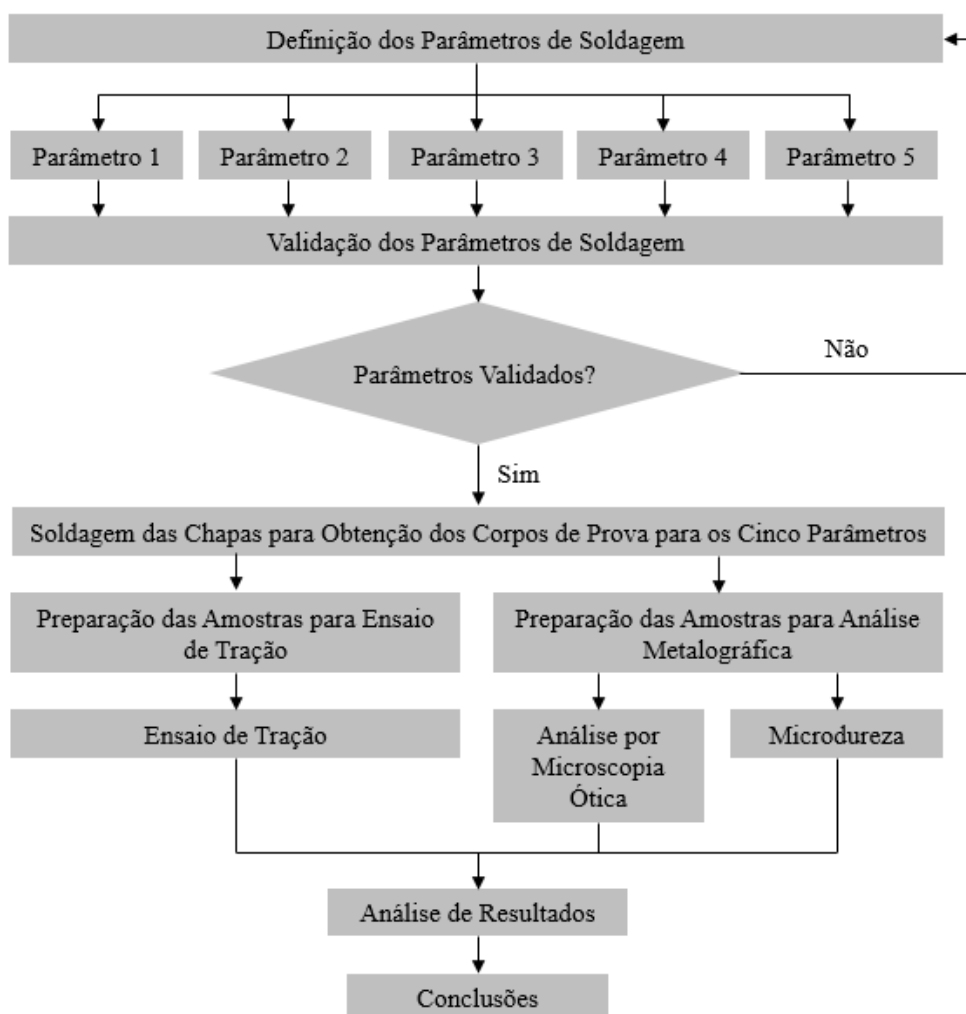 Definição dos Parâmetros de Soldagem
Parâmetro 1
Parâmetro 2
Parâmetro 3
Parâmetro 4
Parâmetro 5
Validação dos Parâmetros de Soldagem
Não
Parâmetros Validados?
Sim
Soldagem das Chapas para Obtenção dos Corpos de Prova para os Cinco Parâmetros
Preparação das Amostras para Ensaio
de Tração
Preparação das Amostras para Análise
Metalográfica
Ensaio de Tração
Análise por
Microscopia
Ótica
Microdureza
Análise de Resultados
Conclusões